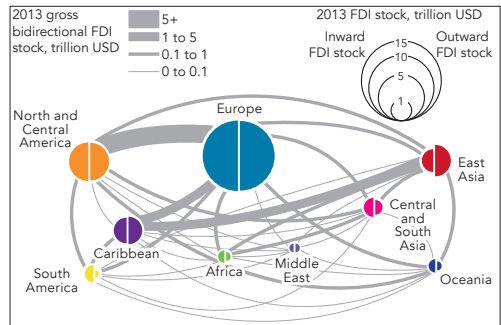 2013 gross
bidirectional FDI
stock, trillion USD
5+
1 to 5
0.1 to 1
0 to 0.1
2013 FDI stock, trillion USD
Inward
FDI stock
Outward
FDI stock
15
10
5
1
North and
Central
America
Europe
East
Asia
Caribbean
Central
and
South
Asia
South
America
Africa
Middle
East
Oceania